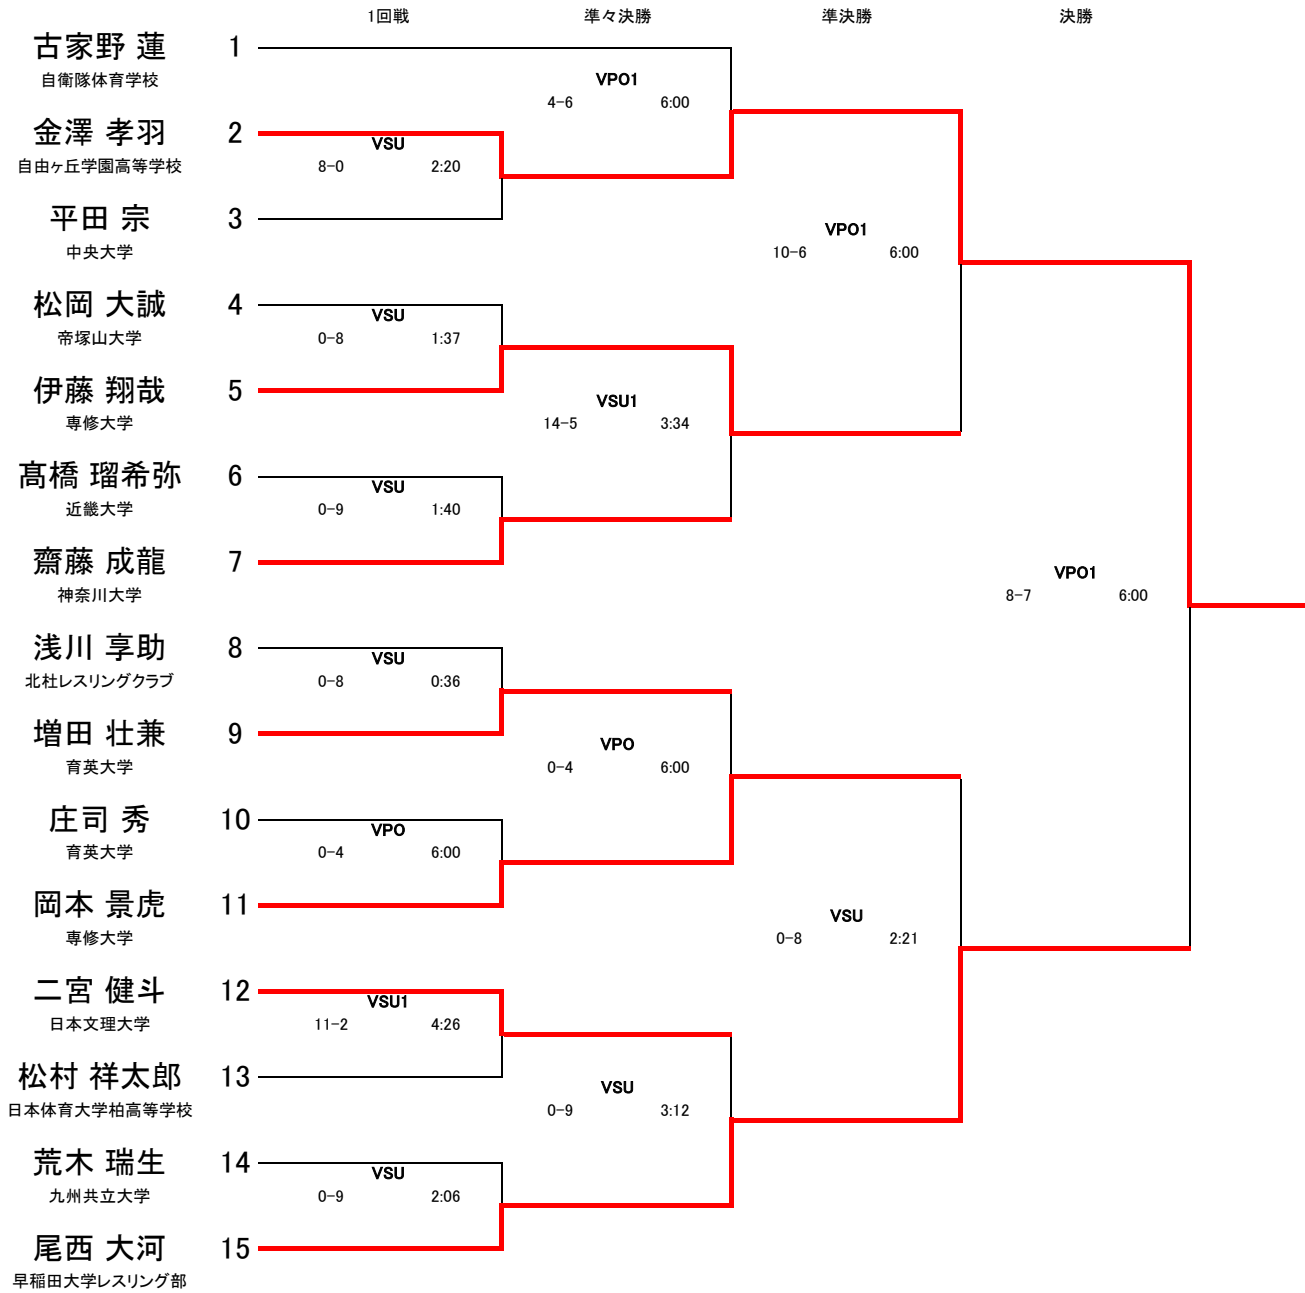 1回戦 準々決勝 準決勝 決勝
古家野 蓮 1
自衛隊体育学校
VPO1
4-6 6:00
金澤 孝羽 2
自由ヶ丘学園高等学校
VSU
8-0 2:20
平田 宗 3
中央大学
VPO1
10-6 6:00
松岡 大誠 4
帝塚山大学
VSU
0-8 1:37
伊藤 翔哉 5
専修大学
VSU1
14-5 3:34
髙橋 瑠希弥 6
近畿大学
VSU
0-9 1:40
齋藤 成龍 7
神奈川大学
VPO1
8-7 6:00
浅川 享助 8
北杜レスリングクラブ
VSU
0-8 0:36
増田 壮兼 9
育英大学
VPO
0-4 6:00
庄司 秀 10
育英大学
VPO
0-4 6:00
岡本 景虎 11
専修大学
VSU
0-8 2:21
二宮 健斗 12
日本文理大学
VSU1
11-2 4:26
松村 祥太郎 13
日本体育大学柏高等学校
VSU
0-9 3:12
荒木 瑞生 14
九州共立大学
VSU
0-9 2:06
尾西 大河 15
早稲田大学レスリング部